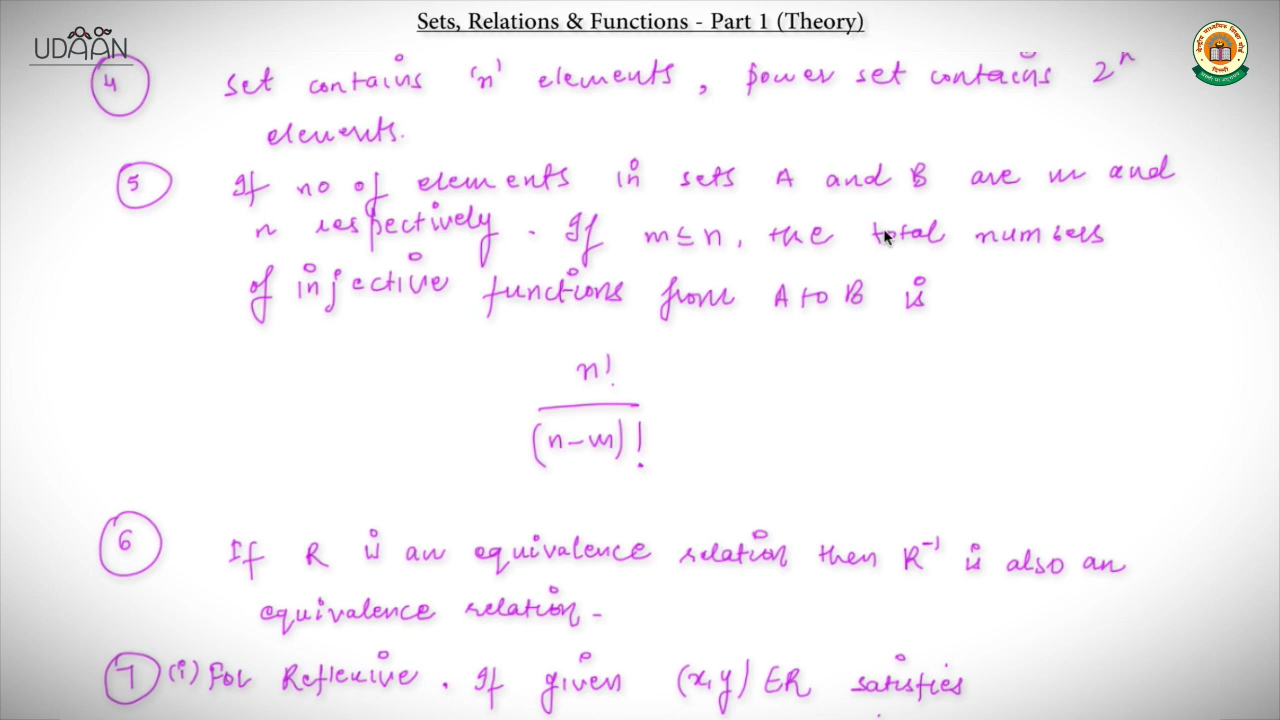 Sets, Relations & Functions - Part 1 (Theory)
UDAAN
4 Set contains 'n' elements, power set contains 2^n
elements.
5 If no of elements in sets A and B are m and
n respectively. If m≤n, the total numbers
of injective functions from A to B is
n!
(n-m)!
6 If R is an equivalence relation then R^-1 is also an
equivalence relation.
7 (i) For Reflexive. If given (x,y) ER satisfies